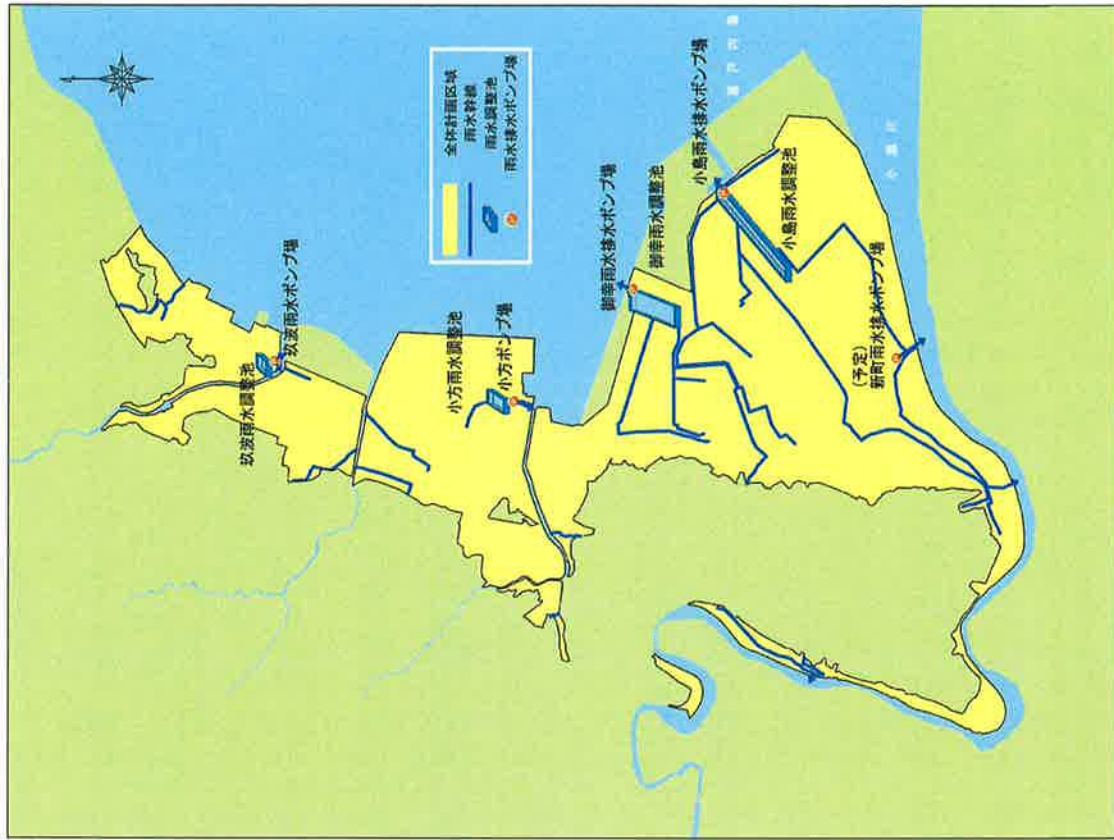 全体計画区域
雨水幹線
雨水調整池
雨水排水ポンプ場
玖波雨水調整池
玖波雨水ポンプ場
小方雨水調整池
小方ポンプ場
御幸雨水排水ポンプ場
御幸雨水調整池
小島雨水排水ポンプ場
小島雨水調整池
(予定)
新町雨水排水ポンプ場
瀬戸内海
小瀬川